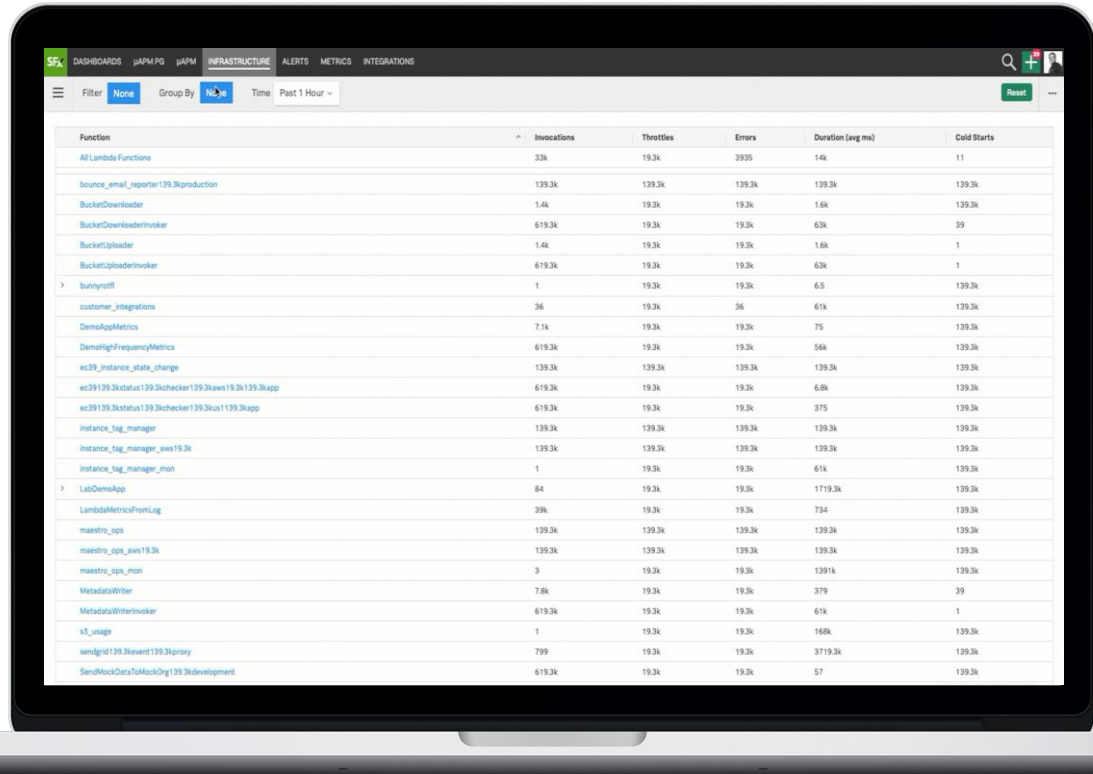 SFx DASHBOARDS µAPM PG µAPM INFRASTRUCTURE ALERTS METRICS INTEGRATIONS
Filter None Group By None Time Past 1 Hour Reset
Function Invocations Throttles Errors Duration (avg ms) Cold Starts
All Lambda Functions 33k 19.3k 3935 14k 11
bounce_email_reporter139.3kproduction 139.3k 139.3k 139.3k 139.3k 139.3k
BucketDownloader 1.4k 19.3k 19.3k 1.6k 139.3k
BucketDownloaderInvoker 619.3k 19.3k 19.3k 63k 39
BucketUploader 1.4k 19.3k 19.3k 1.6k 1
BucketUploaderInvoker 619.3k 19.3k 19.3k 63k 1
bunnyrotfl 1 19.3k 19.3k 6.5 139.3k
customer_integrations 36 19.3k 36 61k 139.3k
DemoAppMetrics 7.1k 19.3k 19.3k 75 139.3k
DemoHighFrequencyMetrics 619.3k 19.3k 19.3k 56k 139.3k
ec39_instance_state_change 139.3k 139.3k 139.3k 139.3k 139.3k
ec39139.3kstatus139.3kchecker139.3kaws19.3k139.3kapp 619.3k 19.3k 19.3k 6.8k 139.3k
ec39139.3kstatus139.3kchecker139.3kus1139.3kapp 619.3k 19.3k 19.3k 375 139.3k
instance_tag_manager 139.3k 139.3k 139.3k 139.3k 139.3k
instance_tag_manager_aws19.3k 139.3k 139.3k 139.3k 139.3k 139.3k
instance_tag_manager_mon 1 19.3k 19.3k 61k 139.3k
LabDemoApp 84 19.3k 19.3k 1719.3k 139.3k
LambdaMetricsFromLog 39k 19.3k 19.3k 734 139.3k
maestro_ops 139.3k 139.3k 139.3k 139.3k 139.3k
maestro_ops_aws19.3k 139.3k 139.3k 139.3k 139.3k 139.3k
maestro_ops_mon 3 19.3k 19.3k 1391k 139.3k
MetadataWriter 7.8k 19.3k 19.3k 379 39
MetadataWriterInvoker 619.3k 19.3k 19.3k 61k 1
s3_usage 1 19.3k 19.3k 168k 139.3k
sendgrid139.3kevent139.3kproxy 799 19.3k 19.3k 3719.3k 139.3k
SendMockDataToMockOrg139.3kdevelopment 619.3k 19.3k 19.3k 57 139.3k